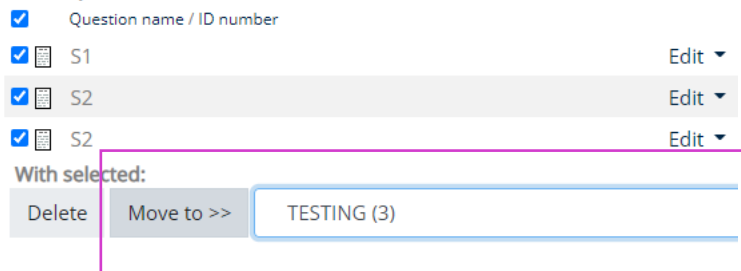 Question name / ID number
S1 Edit
S2 Edit
S2 Edit
With selected:
Delete Move to >> TESTING (3)